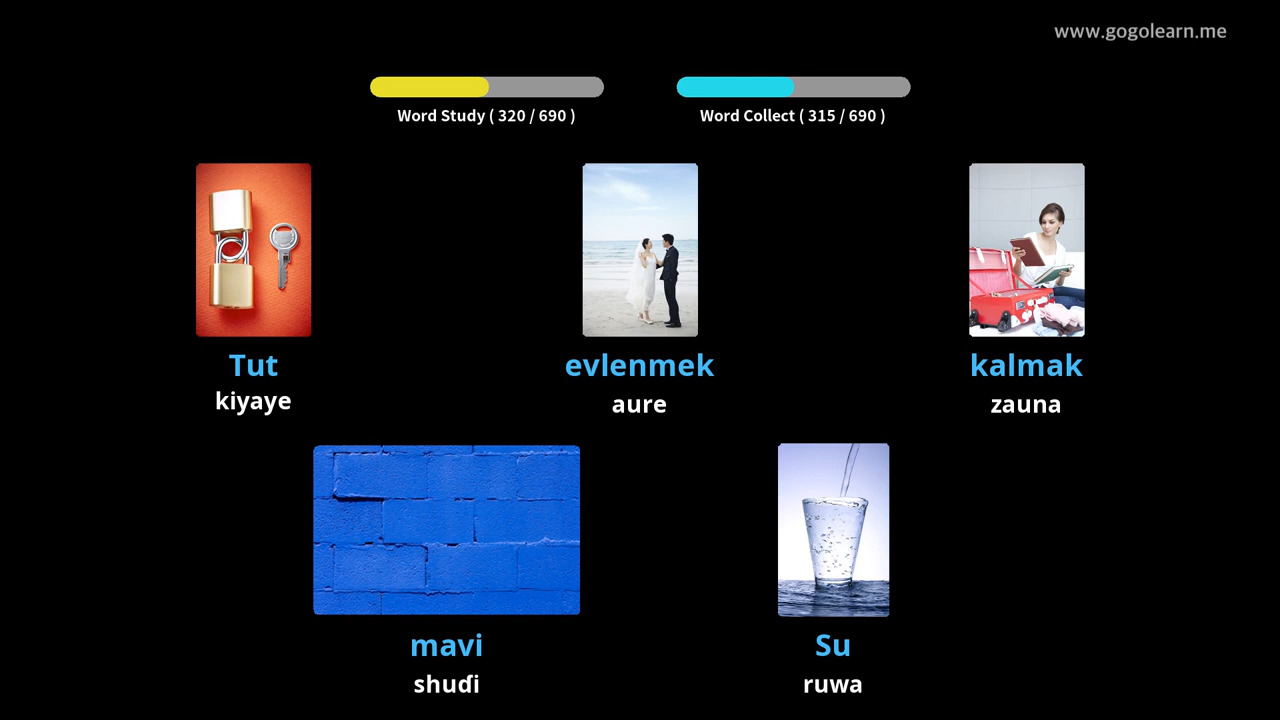 www.gogolearn.me
Word Study ( 320 / 690 )
Word Collect ( 315 / 690 )
Tut
kiyaye
evlenmek
aure
kalmak
zauna
mavi
shuɗi
Su
ruwa